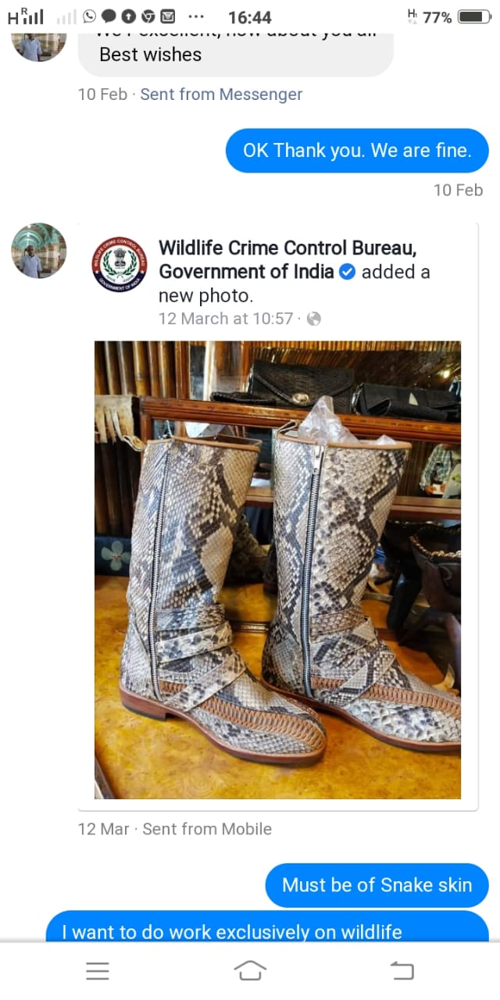 16:44
H 77%
Best wishes
10 Feb · Sent from Messenger
OK Thank you. We are fine.
10 Feb
Wildlife Crime Control Bureau,
Government of India added a
new photo.
12 March at 10:57 ·
WILDLIFE CRIME CONTROL BUREAU
GOVERNMENT OF INDIA
12 Mar · Sent from Mobile
Must be of Snake skin
I want to do work exclusively on wildlife